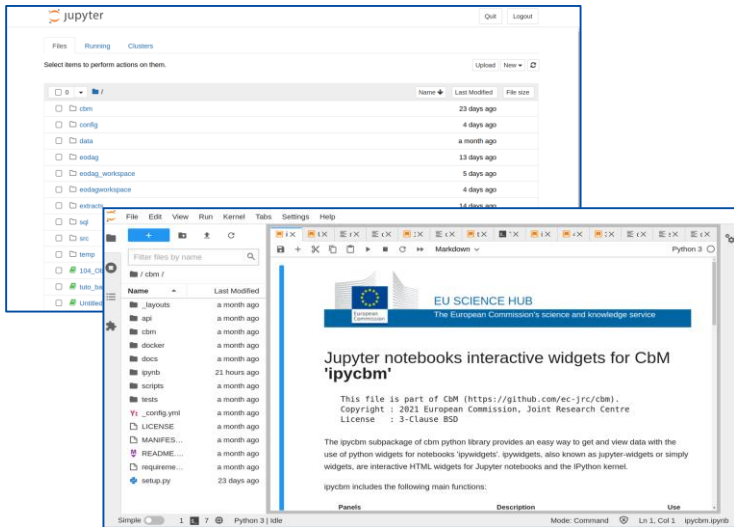 jupyter
Quit Logout
Files Running Clusters
Select items to perform actions on them.
Upload New
0 /
Name Last Modified File size
cbm 23 days ago
config 4 days ago
data a month ago
eodag 13 days ago
eodag_workspace 5 days ago
eodagworkspace 4 days ago
extracts 14 days ago
sql
src
temp
104_
tuto_
Untitled
File Edit View Run Kernel Tabs Settings Help
Markdown
Python 3
Filter files by name
/ cbm /
Name Last Modified
_layouts a month ago
api a month ago
cbm a month ago
docker a month ago
docs a month ago
ipynb 21 hours ago
scripts a month ago
tests a month ago
_config.yml a month ago
LICENSE a month ago
MANIFES... a month ago
README.... a month ago
requireme... a month ago
setup.py 23 days ago
European Commission
EU SCIENCE HUB
The European Commission's science and knowledge service
Jupyter notebooks interactive widgets for CbM
'ipycbm'
This file is part of CbM (https://github.com/ec-jrc/cbm).
Copyright : 2021 European Commission, Joint Research Centre
License : 3-Clause BSD
The ipycbm subpackage of cbm python library provides an easy way to get and view data with the
use of python widgets for notebooks 'ipywidgets'. ipywidgets, also known as jupyter-widgets or simply
widgets, are interactive HTML widgets for Jupyter notebooks and the IPython kernel.
ipycbm includes the following main functions:
Panels Description Use
Simple 1 7 Python 3 | Idle
Mode: Command Ln 1, Col 1 ipycbm.ipynb